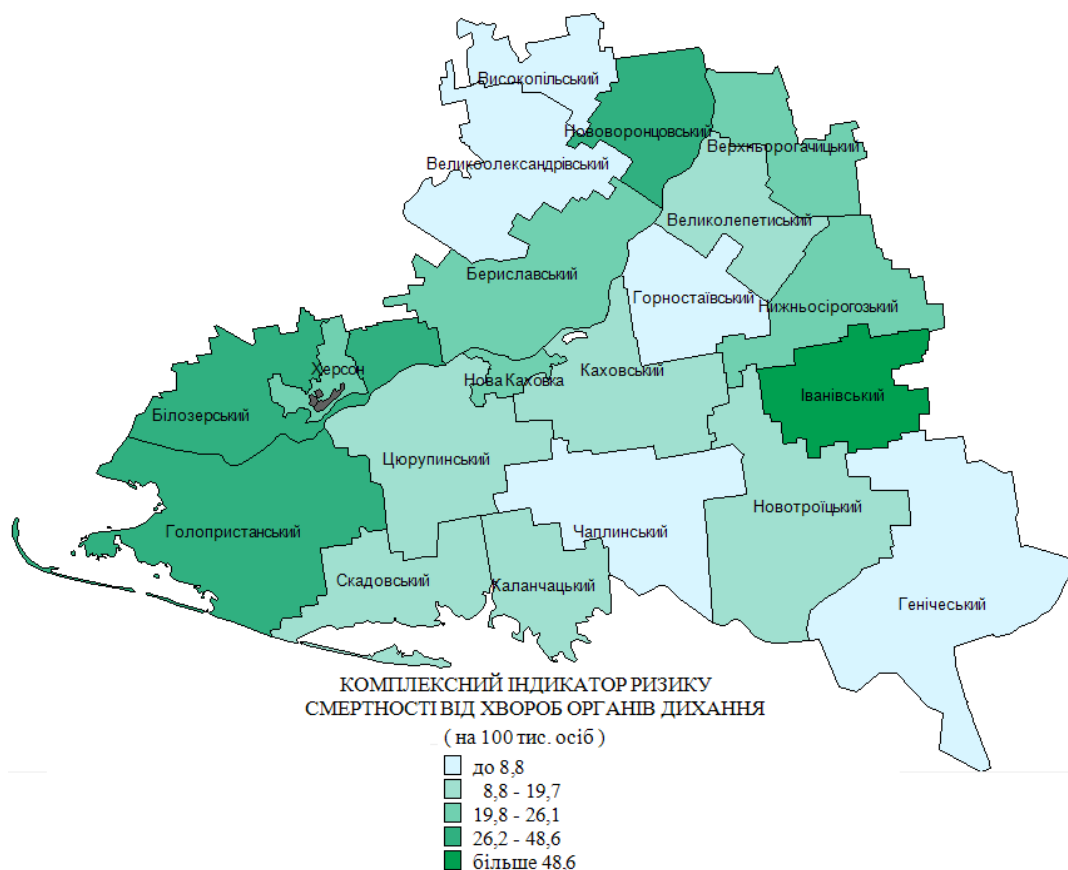 Високопільський
Нововоронцовський
Верхньорогачицький
Великоолександрівський
Великолепетиський
Бериславський
Горностаївський
Нижньосірогозький
Херсон
Каховський
Нова Каховка
Іванівський
Білозерський
Цюрупинський
Новотроїцький
Голопристанський
Чаплинський
Скадовський
Каланчацький
Генічеський
КОМПЛЕКСНИЙ ІНДИКАТОР РИЗИКУ
СМЕРТНОСТІ ВІД ХВОРОБ ОРГАНІВ ДИХАННЯ
( на 100 тис. осіб )
до 8,8
8,8 - 19,7
19,8 - 26,1
26,2 - 48,6
більше 48.6